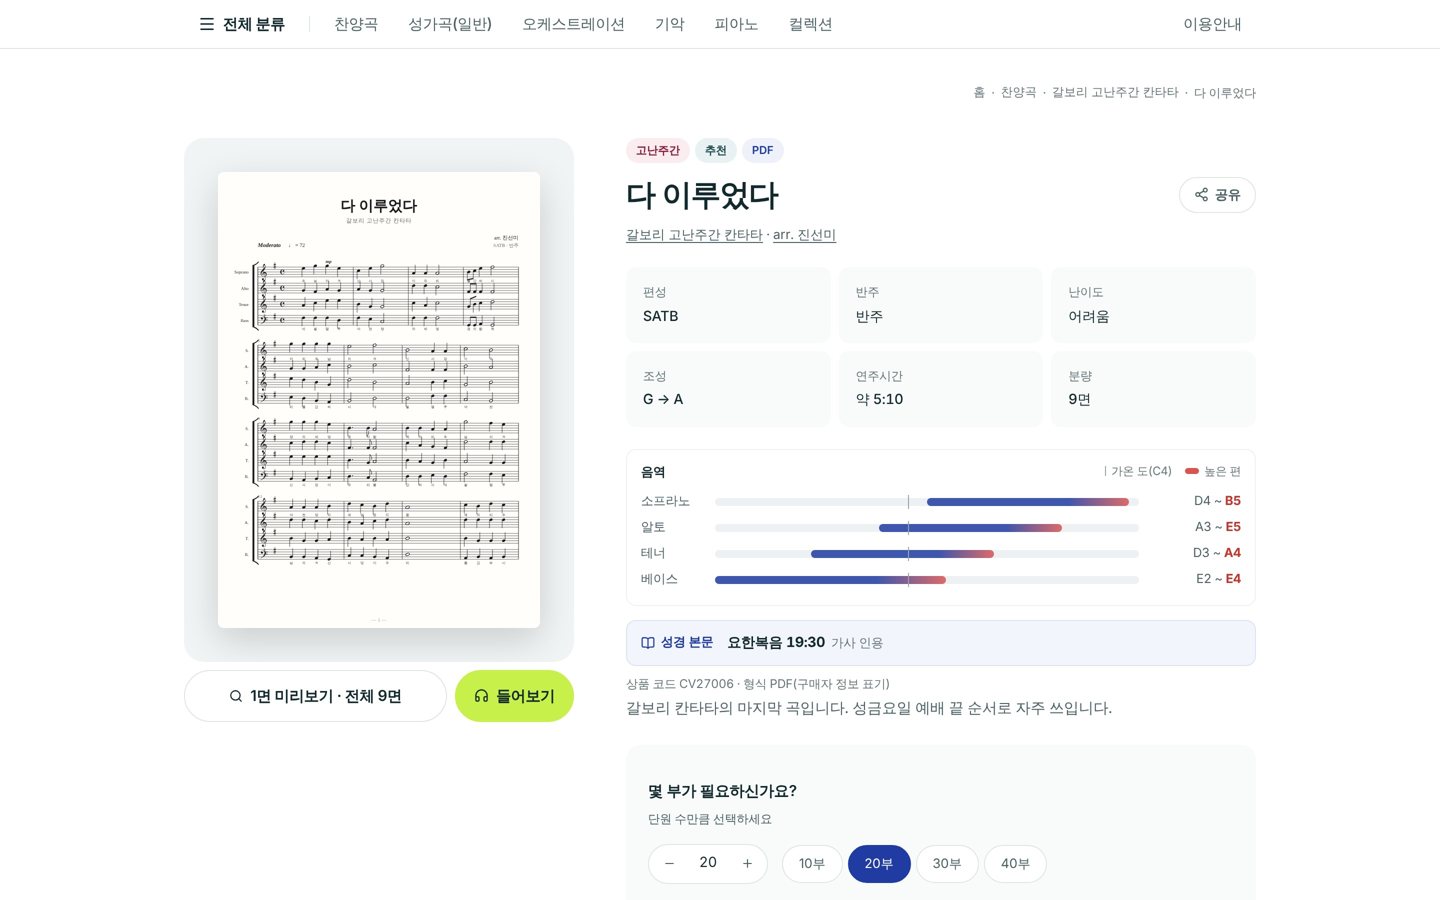 전체 분류 찬양곡 성가곡(일반) 오케스트레이션 기악 피아노 컬렉션 이용안내
홈 · 찬양곡 · 갈보리 고난주간 칸타타 · 다 이루었다
다 이루었다
갈보리 고난주간 칸타타
arr. 진선미
Moderato ♩ = 72 SATB · 반주
mp
Soprano
Alto
Tenor
Bass
S.
A.
T.
B.
S.
A.
T.
B.
S.
A.
T.
B.
1면 미리보기 · 전체 9면
들어보기
고난주간 추천 PDF
다 이루었다
공유
갈보리 고난주간 칸타타 · arr. 진선미
편성 반주 난이도
SATB 반주 어려움
조성 연주시간 분량
G → A 약 5:10 9면
음역 가온 도(C4) 높은 편
소프라노 D4 ~ B5
알토 A3 ~ E5
테너 D3 ~ A4
베이스 E2 ~ E4
성경 본문 요한복음 19:30 가사 인용
상품 코드 CV27006 · 형식 PDF(구매자 정보 표기)
갈보리 칸타타의 마지막 곡입니다. 성금요일 예배 끝 순서로 자주 쓰입니다.
몇 부가 필요하신가요?
단원 수만큼 선택하세요
− 20 + 10부 20부 30부 40부